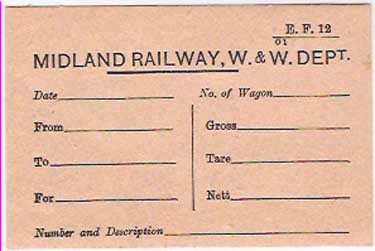 E. F. 12
01
MIDLAND RAILWAY, W. & W. DEPT.
Date No. of Wagon
From Gross
To Tare
For Nett
Number and Description